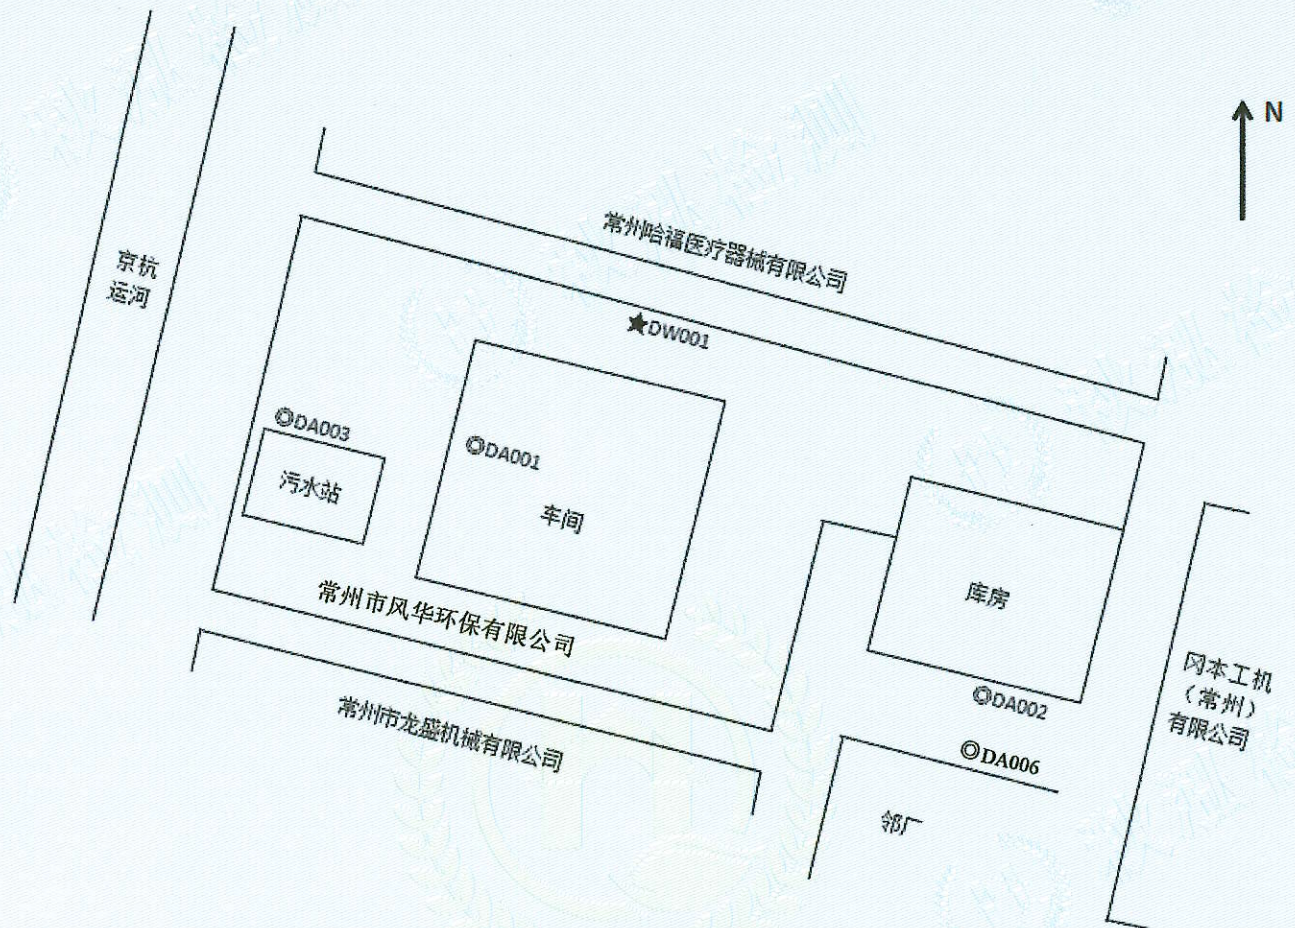 N
常州哈福医疗器械有限公司
京杭
运河
★DW001
◎DA003
◎DA001
污水站
车间
库房
常州市风华环保有限公司
冈本工机
（常州）
有限公司
◎DA002
常州市龙盛机械有限公司
◎DA006
邻厂